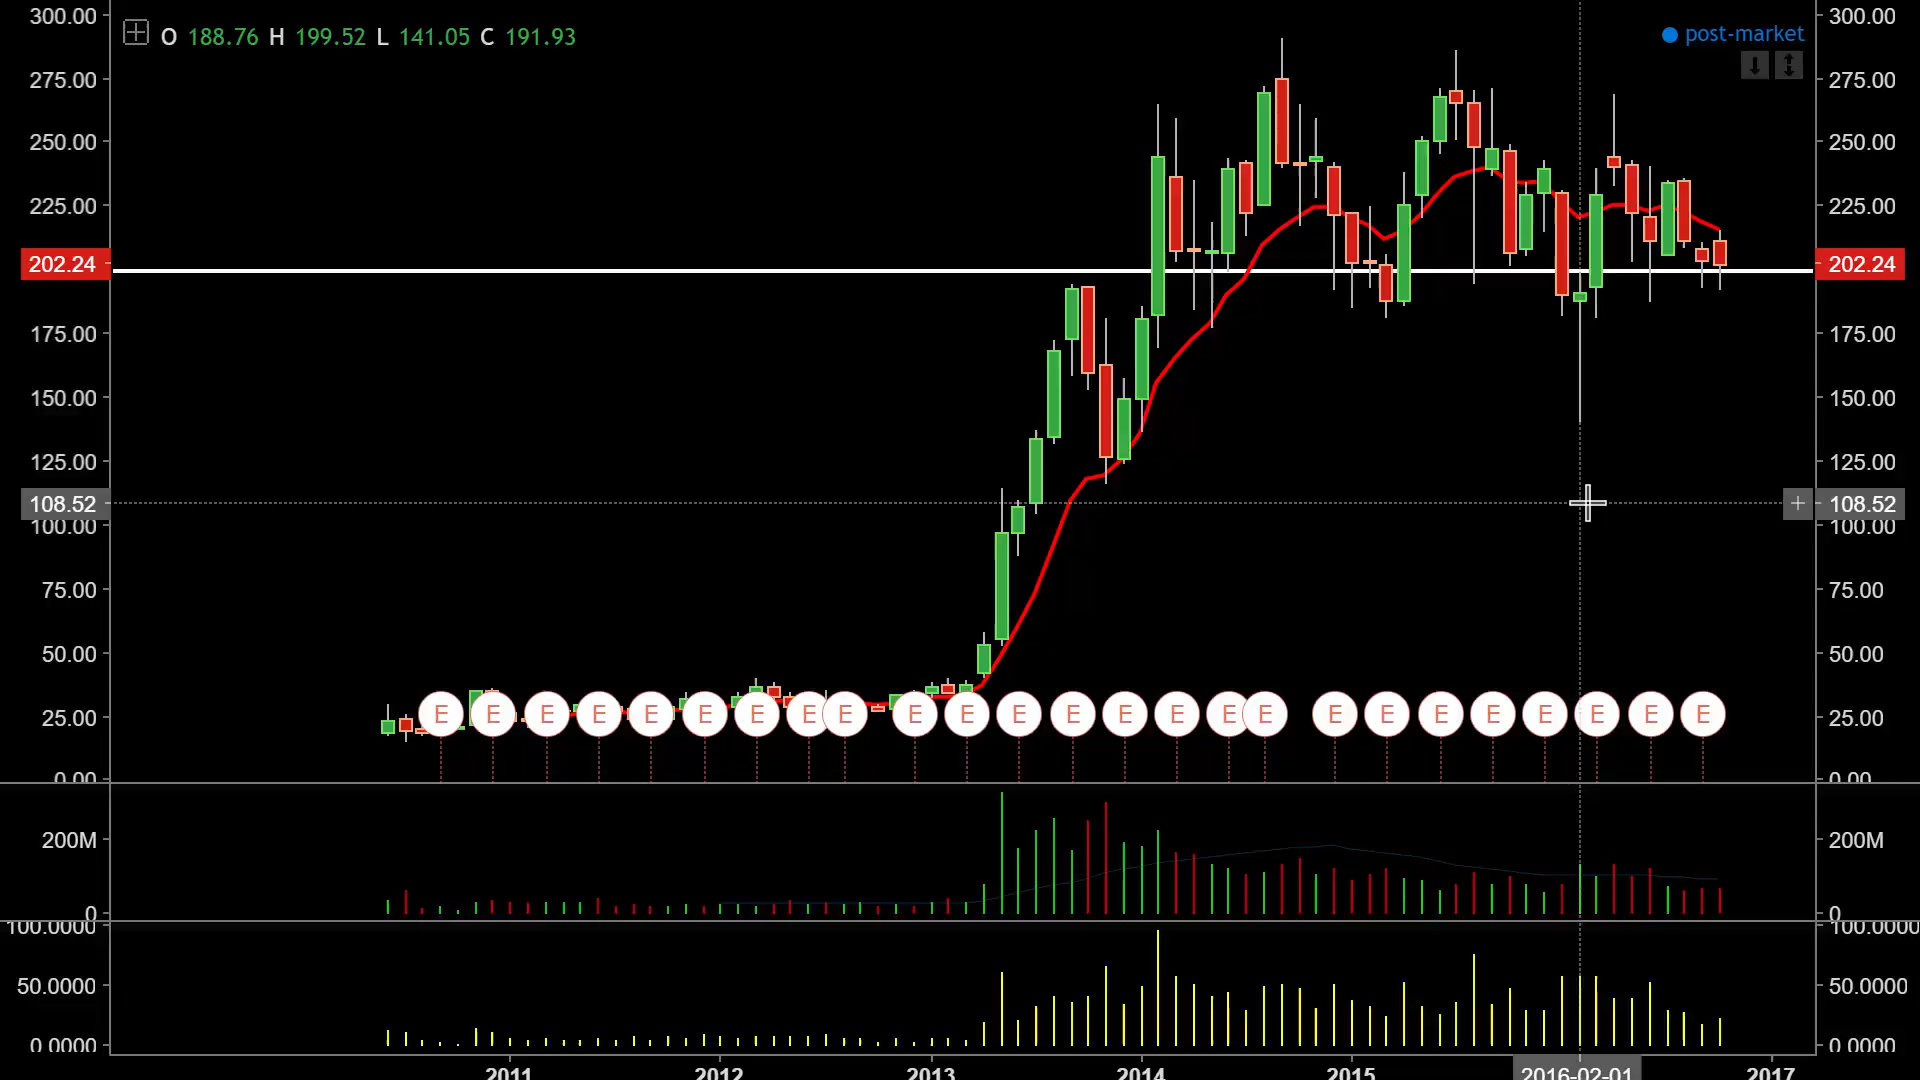 300.00 300.00
O 188.76 H 199.52 L 141.05 C 191.93
post-market
275.00 275.00
250.00 250.00
225.00 225.00
202.24 202.24
175.00 175.00
150.00 150.00
125.00 125.00
108.52 + 108.52
100.00 100.00
75.00 75.00
50.00 50.00
25.00 E E E E E E E E E E E E E E E E E E E E E E E E E 25.00
0.00 0.00
200M 200M
0 0
100.0000 100.0000
50.0000 50.0000
0.0000 0.0000
2011 2012 2013 2014 2015 2016-02-01 2017